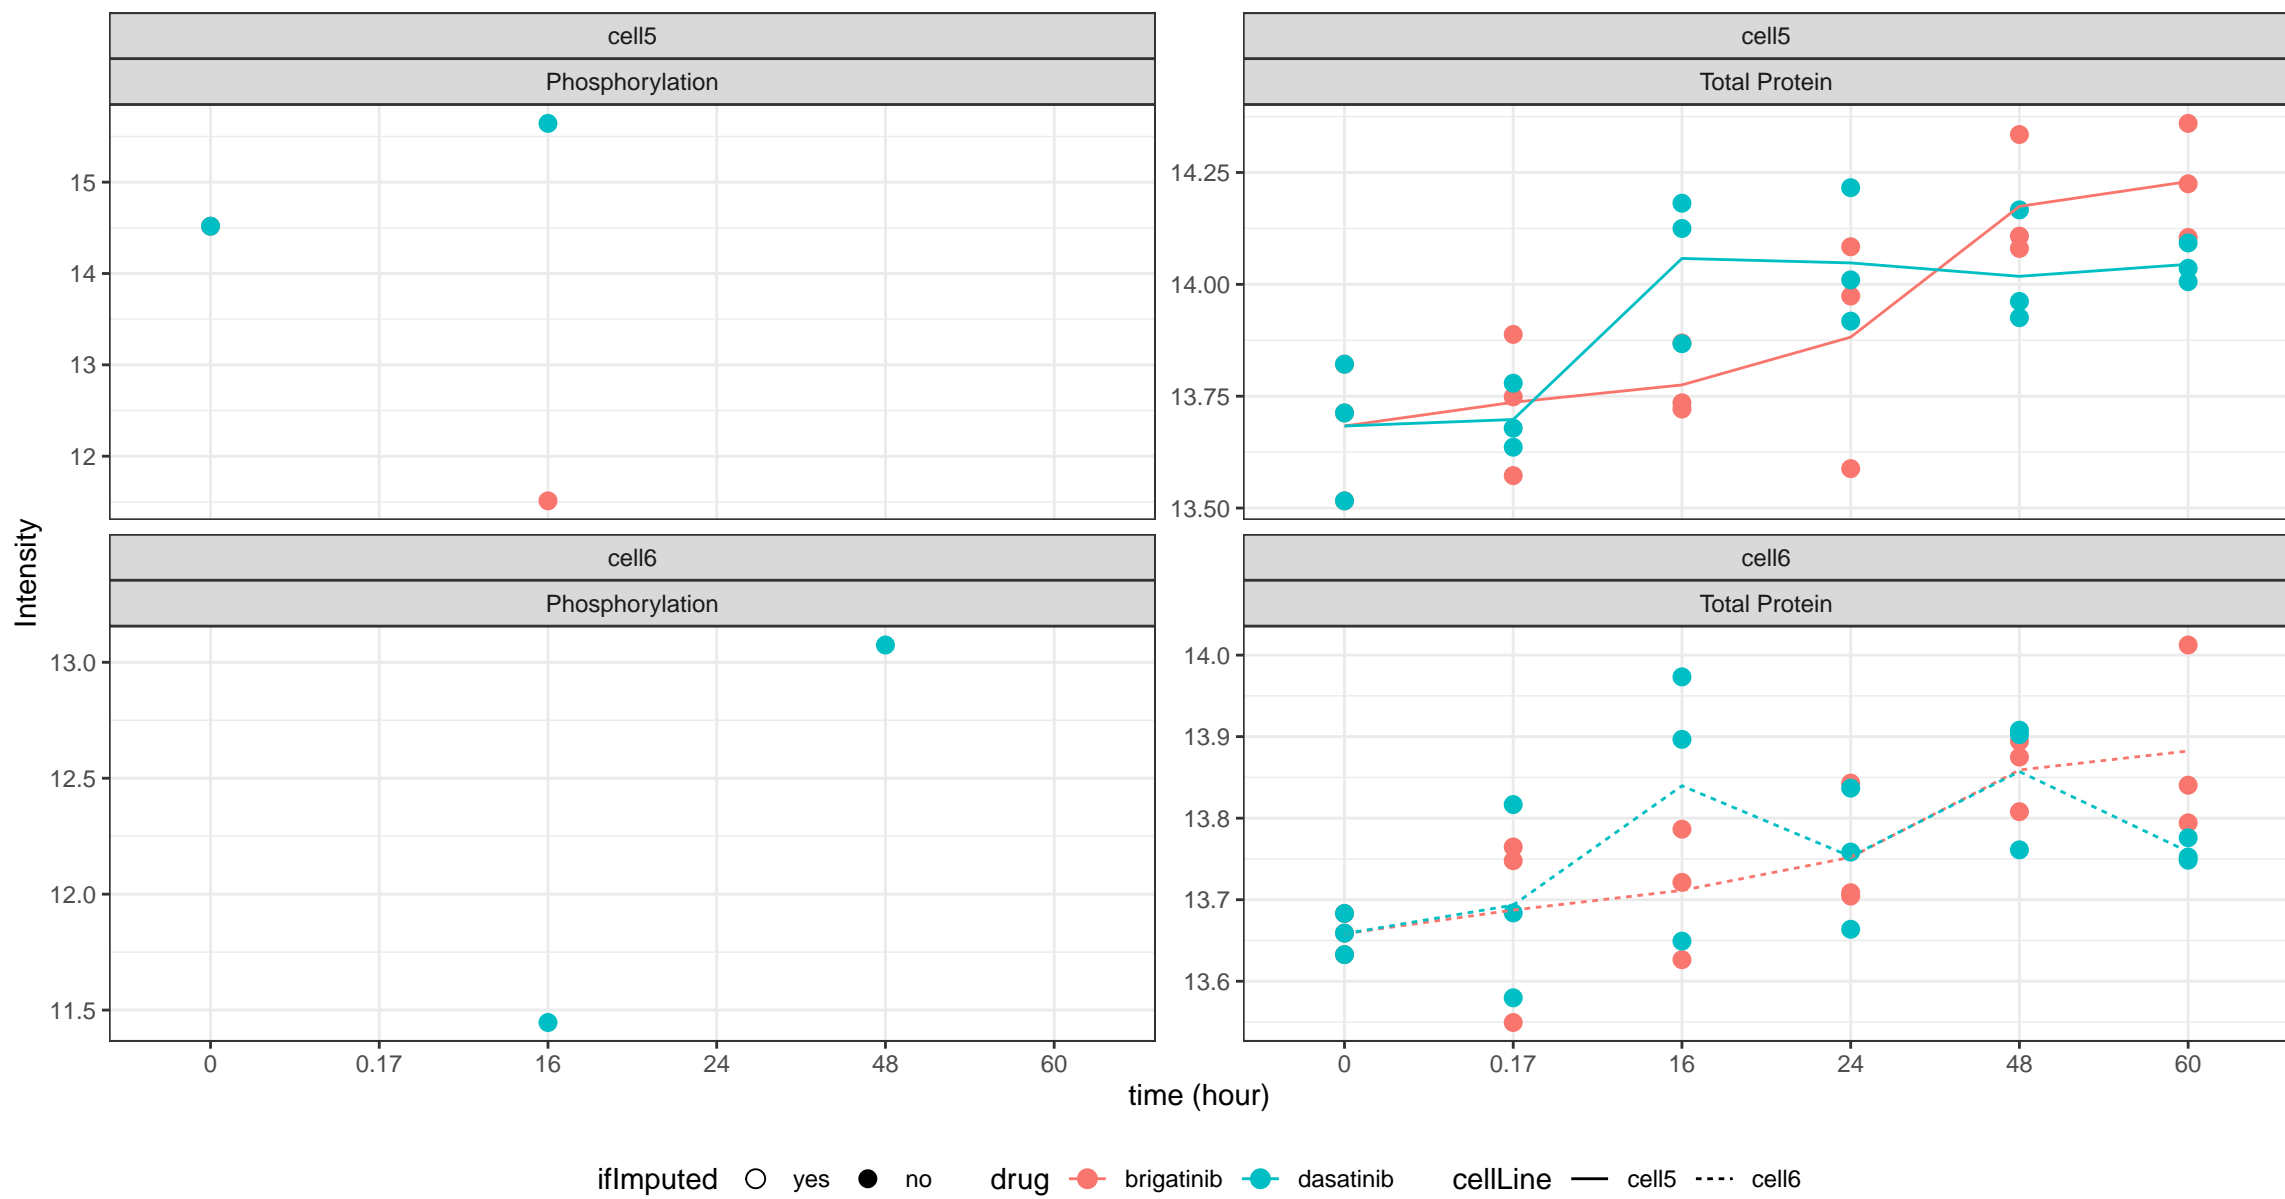 cell5
Phosphorylation
15
14
13
12
cell5
Total Protein
14.25
14.00
13.75
13.50
Intensity
cell6
Phosphorylation
13.0
12.5
12.0
11.5
0 0.17 16 24 48 60
cell6
Total Protein
14.0
13.9
13.8
13.7
13.6
0 0.17 16 24 48 60
time (hour)
ifImputed yes no drug brigatinib dasatinib cellLine cell5 cell6